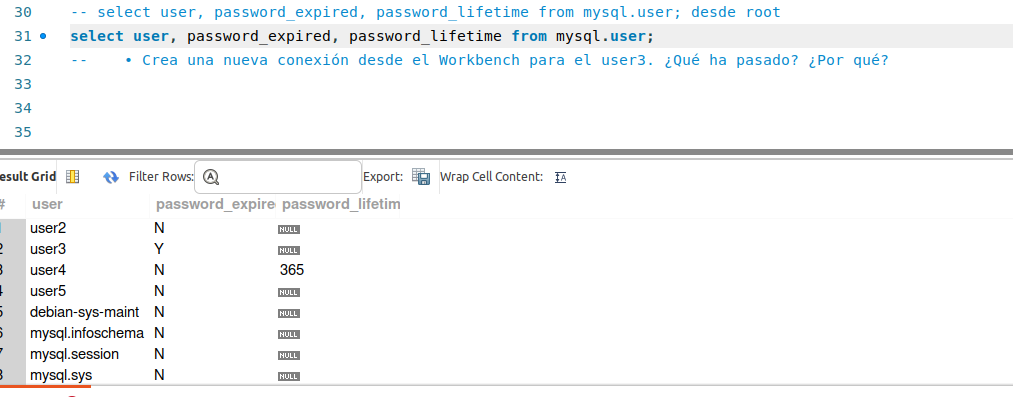 30 -- select user, password_expired, password_lifetime from mysql.user; desde root
31 select user, password_expired, password_lifetime from mysql.user;
32 -- • Crea una nueva conexión desde el Workbench para el user3. ¿Qué ha pasado? ¿Por qué?
33
34
35
esult Grid Filter Rows: Export: Wrap Cell Content:
# user password_expire password_lifetim
1 user2 N NULL
2 user3 Y NULL
3 user4 N 365
4 user5 N NULL
5 debian-sys-maint N NULL
6 mysql.infoschema N NULL
7 mysql.session N NULL
8 mysql.sys N NULL